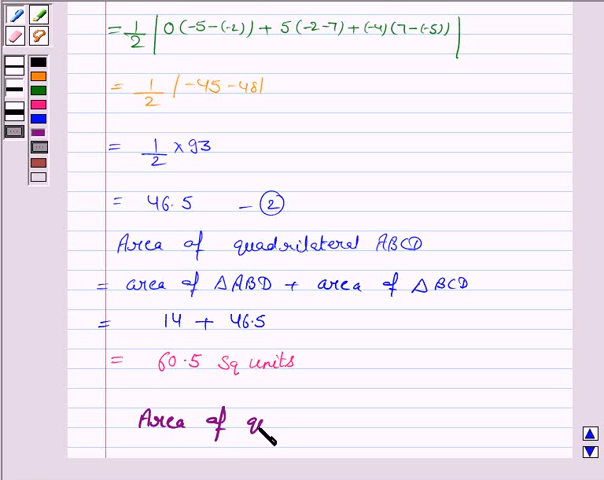 = 1/2 | 0(-5-(-2)) + 5(-2-7) + (-4)(7-(-5)) |
= 1/2 |-45-48|
= 1/2 × 93
= 46.5 - ②
Area of quadrilateral ABCD
= area of △ABD + area of △BCD
= 14 + 46.5
= 60.5 Sq units
Area of q